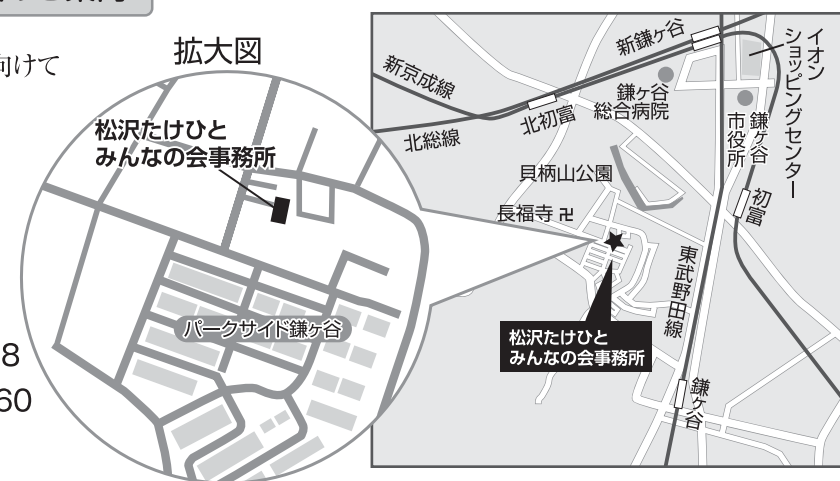 向けて
拡大図
松沢たけひと
みんなの会事務所
パークサイド鎌ヶ谷
8
60
新京成線
北総線
北初富
新鎌ヶ谷
鎌ヶ谷
総合病院
イオン
ショッピングセンター
鎌ヶ谷
市役所
初富
貝柄山公園
長福寺 卍
東武野田線
松沢たけひと
みんなの会事務所
鎌ヶ谷